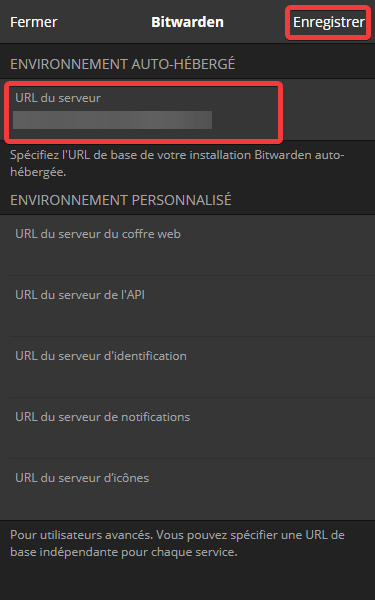 Fermer Bitwarden Enregistrer
ENVIRONNEMENT AUTO-HÉBERGÉ
URL du serveur
Spécifiez l'URL de base de votre installation Bitwarden auto-
hébergée.
ENVIRONNEMENT PERSONNALISÉ
URL du serveur du coffre web
URL du serveur de l'API
URL du serveur d'identification
URL du serveur de notifications
URL du serveur d'icônes
Pour utilisateurs avancés. Vous pouvez spécifier une URL de
base indépendante pour chaque service.